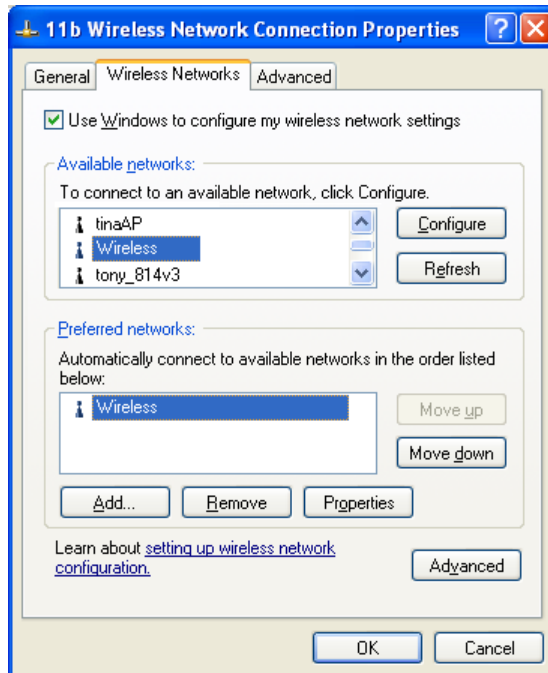 11b Wireless Network Connection Properties
General Wireless Networks Advanced
Use Windows to configure my wireless network settings
Available networks:
To connect to an available network, click Configure.
tinaAP
Wireless
tony_814v3
Configure
Refresh
Preferred networks:
Automatically connect to available networks in the order listed
below:
Wireless
Move up
Move down
Add... Remove Properties
Learn about setting up wireless network
configuration.
Advanced
OK Cancel